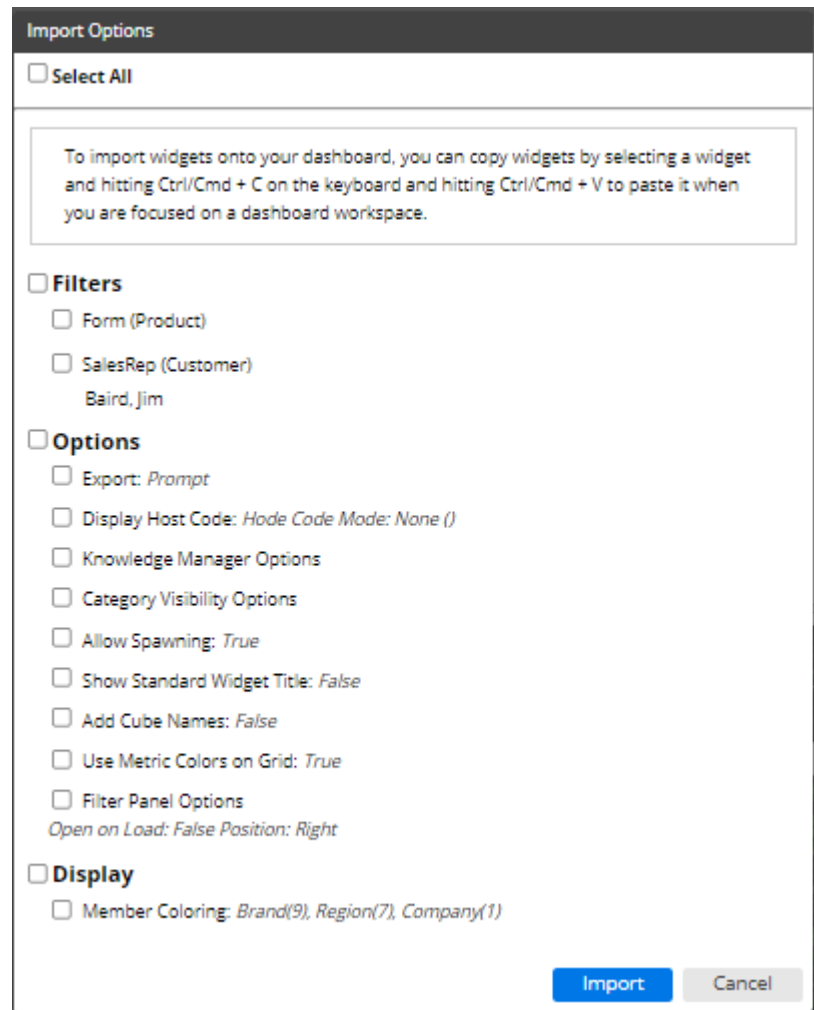 Import Options
Select All
To import widgets onto your dashboard, you can copy widgets by selecting a widget
and hitting Ctrl/Cmd + C on the keyboard and hitting Ctrl/Cmd + V to paste it when
you are focused on a dashboard workspace.
Filters
Form (Product)
SalesRep (Customer)
Baird, Jim
Options
Export: Prompt
Display Host Code: Hode Code Mode: None ()
Knowledge Manager Options
Category Visibility Options
Allow Spawning: True
Show Standard Widget Title: False
Add Cube Names: False
Use Metric Colors on Grid: True
Filter Panel Options
Open on Load: False Position: Right
Display
Member Coloring: Brand(9), Region(7), Company(1)
Import Cancel